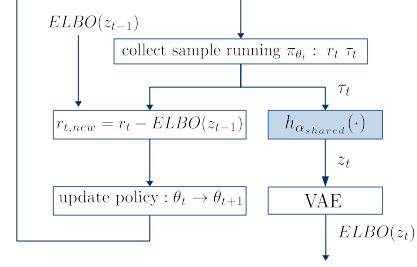 ELBO(z_{t−1})
collect sample running π_{θ_t} : r_t τ_t
τ_t
r_{t,new} = r_t − ELBO(z_{t−1})
h_{α_{shared}}(·)
z_t
update policy : θ_t → θ_{t+1}
VAE
ELBO(z_t)